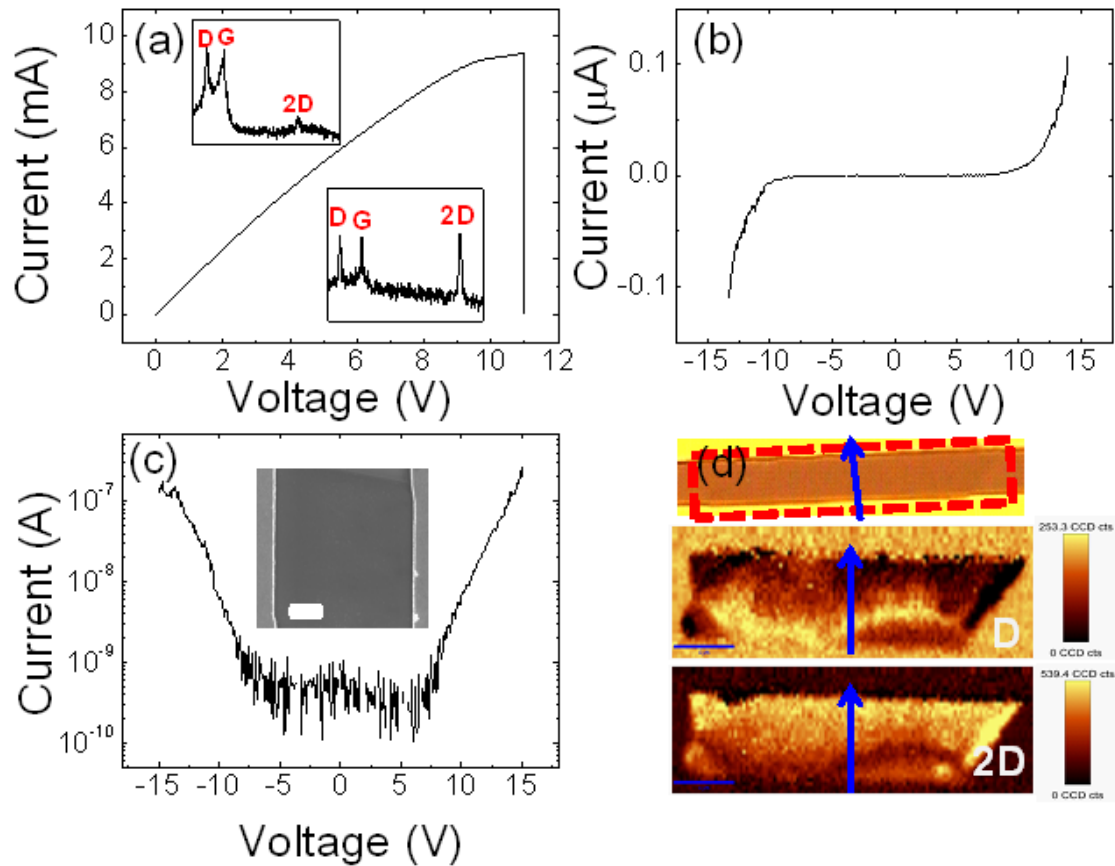 (a)
D G
2D
D G 2D
10
8
6
4
2
0
Current (mA)
0 2 4 6 8 10 12
Voltage (V)
(b)
0.1
0.0
-0.1
Current (μA)
-15 -10 -5 0 5 10 15
Voltage (V)
(c)
10-7
10-8
10-9
10-10
Current (A)
-15 -10 -5 0 5 10 15
Voltage (V)
(d)
253.3 CCD cts
D
0 CCD cts
539.4 CCD cts
2D
0 CCD cts